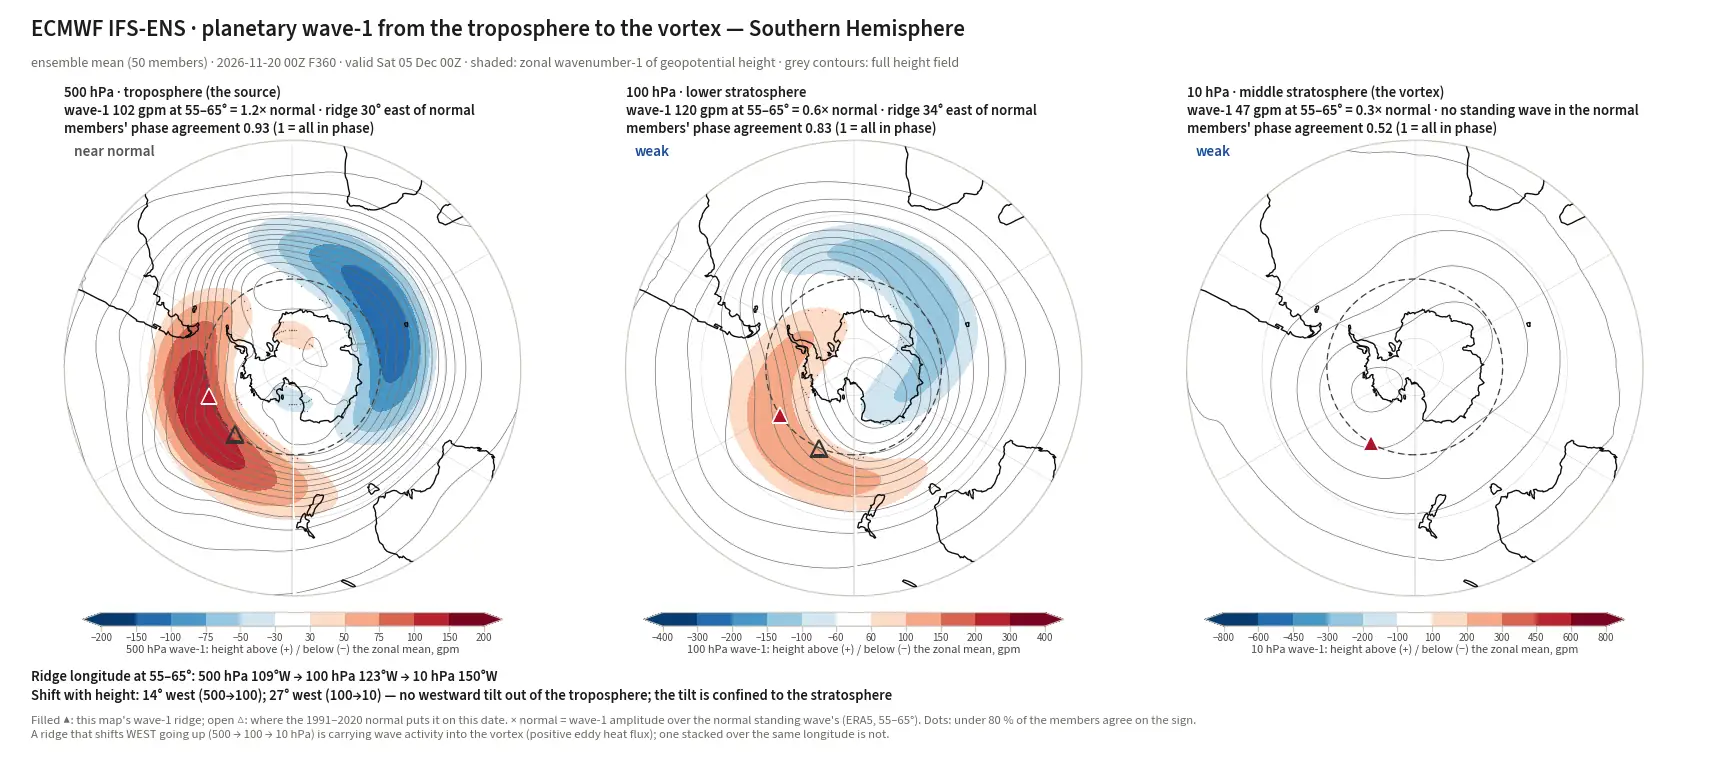 ECMWF IFS-ENS · planetary wave-1 from the troposphere to the vortex — Southern Hemisphere
ensemble mean (50 members) · 2026-11-20 00Z F360 · valid Sat 05 Dec 00Z · shaded: zonal wavenumber-1 of geopotential height · grey contours: full height field
500 hPa · troposphere (the source)
wave-1 102 gpm at 55–65° = 1.2× normal · ridge 30° east of normal
members' phase agreement 0.93 (1 = all in phase)
near normal
100 hPa · lower stratosphere
wave-1 120 gpm at 55–65° = 0.6× normal · ridge 34° east of normal
members' phase agreement 0.83 (1 = all in phase)
weak
10 hPa · middle stratosphere (the vortex)
wave-1 47 gpm at 55–65° = 0.3× normal · no standing wave in the normal
members' phase agreement 0.52 (1 = all in phase)
weak
−200 −150 −100 −75 −50 −30 30 50 75 100 150 200
500 hPa wave-1: height above (+) / below (−) the zonal mean, gpm
−400 −300 −200 −150 −100 −60 60 100 150 200 300 400
100 hPa wave-1: height above (+) / below (−) the zonal mean, gpm
−800 −600 −450 −300 −200 −100 100 200 300 450 600 800
10 hPa wave-1: height above (+) / below (−) the zonal mean, gpm
Ridge longitude at 55–65°: 500 hPa 109°W → 100 hPa 123°W → 10 hPa 150°W
Shift with height: 14° west (500→100); 27° west (100→10) — no westward tilt out of the troposphere; the tilt is confined to the stratosphere
Filled ▲: this map's wave-1 ridge; open △: where the 1991–2020 normal puts it on this date. × normal = wave-1 amplitude over the normal standing wave's (ERA5, 55–65°). Dots: under 80 % of the members agree on the sign.
A ridge that shifts WEST going up (500 → 100 → 10 hPa) is carrying wave activity into the vortex (positive eddy heat flux); one stacked over the same longitude is not.